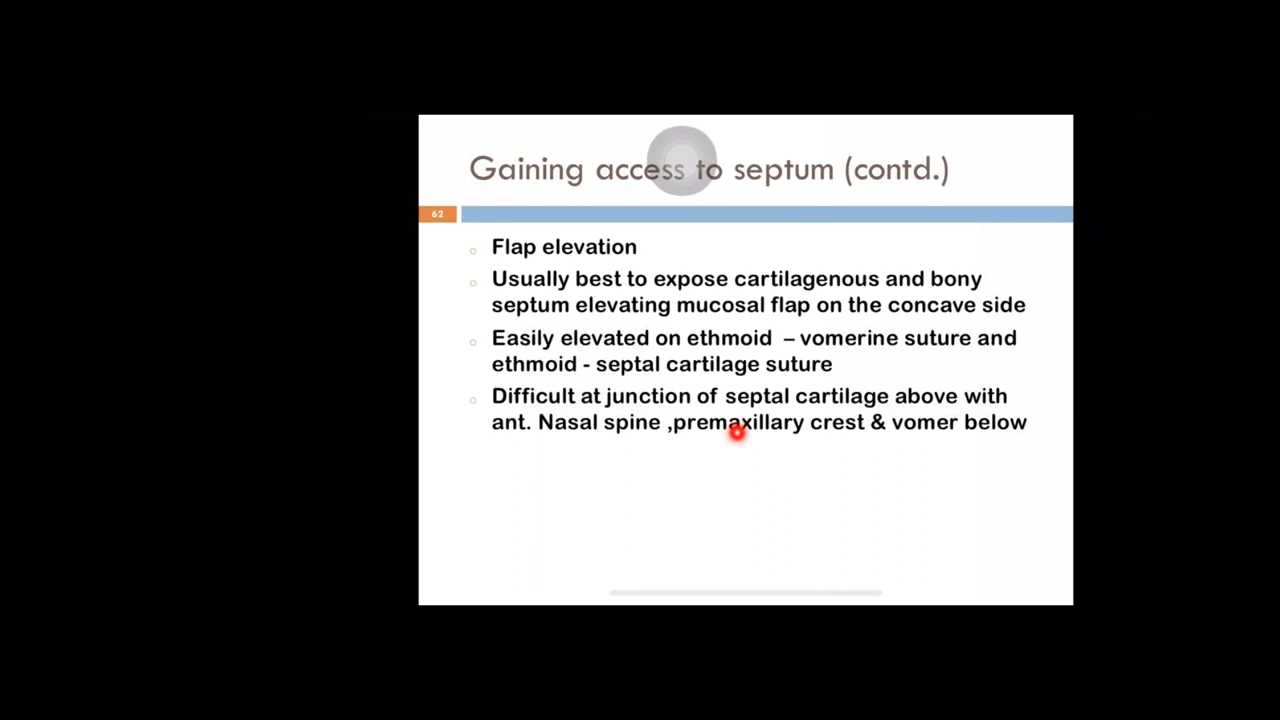 Gaining access to septum (contd.)
62
Flap elevation
Usually best to expose cartilagenous and bony
septum elevating mucosal flap on the concave side
Easily elevated on ethmoid – vomerine suture and
ethmoid - septal cartilage suture
Difficult at junction of septal cartilage above with
ant. Nasal spine ,premaxillary crest & vomer below